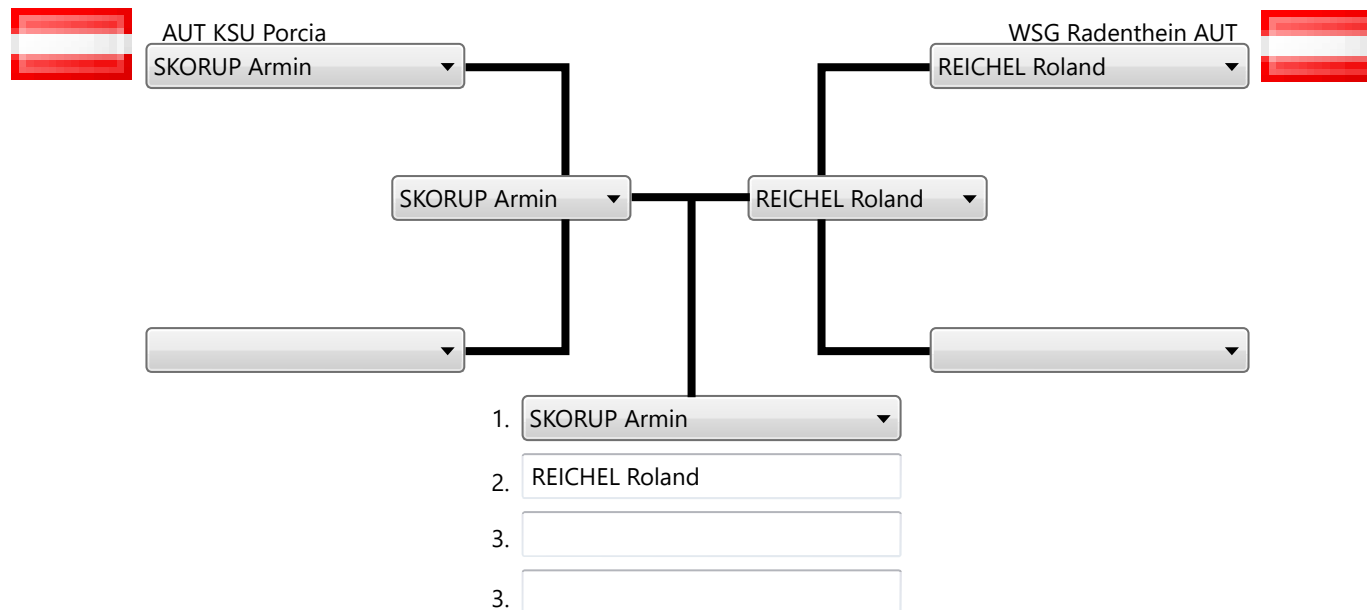 AUT KSU Porcia
WSG Radenthein AUT
SKORUP Armin
REICHEL Roland
SKORUP Armin
REICHEL Roland
1. SKORUP Armin
2. REICHEL Roland
3.
3.